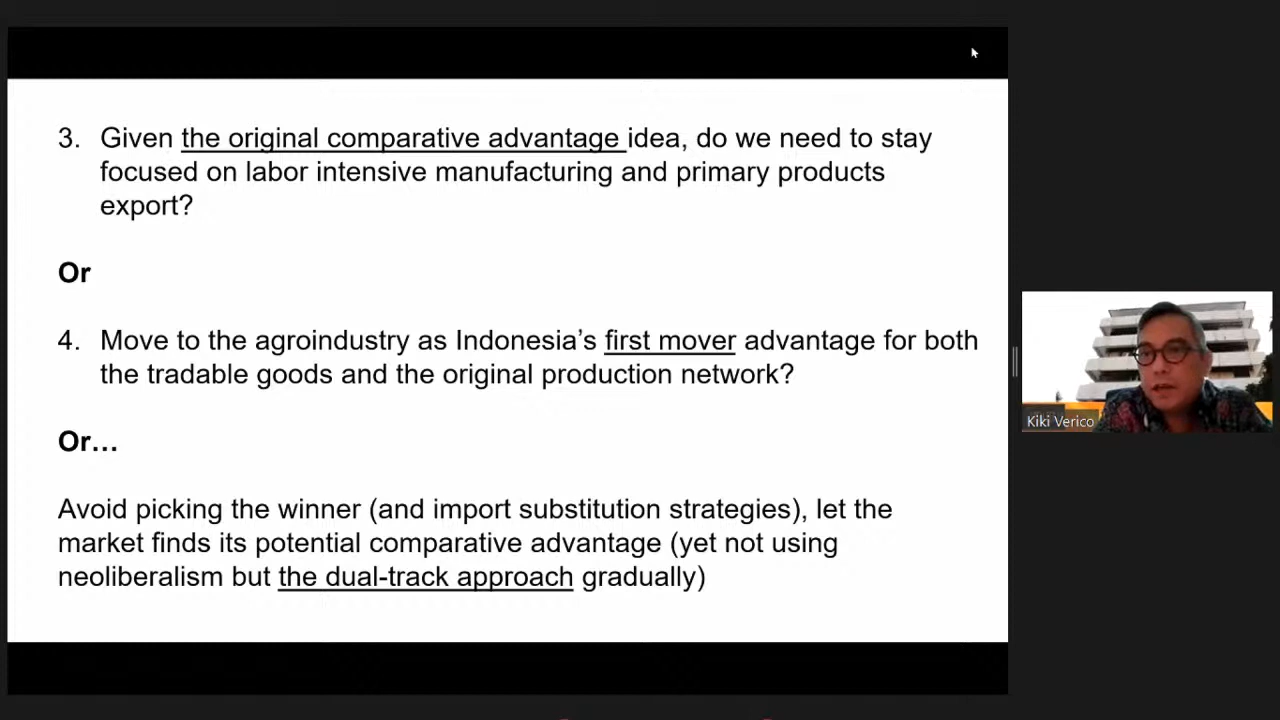 3. Given the original comparative advantage idea, do we need to stay
focused on labor intensive manufacturing and primary products
export?
Or
4. Move to the agroindustry as Indonesia’s first mover advantage for both
the tradable goods and the original production network?
Or…
Avoid picking the winner (and import substitution strategies), let the
market finds its potential comparative advantage (yet not using
neoliberalism but the dual-track approach gradually)
Kiki Verico